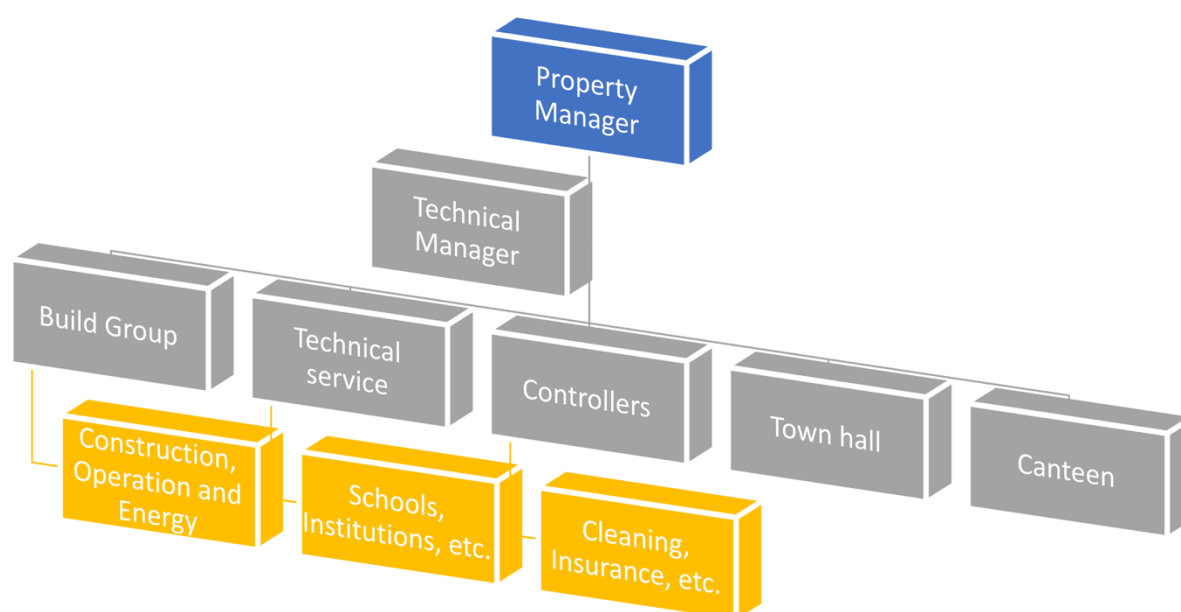 Property
Manager
Technical
Manager
Build Group
Technical
service
Controllers
Town hall
Canteen
Construction,
Operation and
Energy
Schools,
Institutions, etc.
Cleaning,
Insurance, etc.